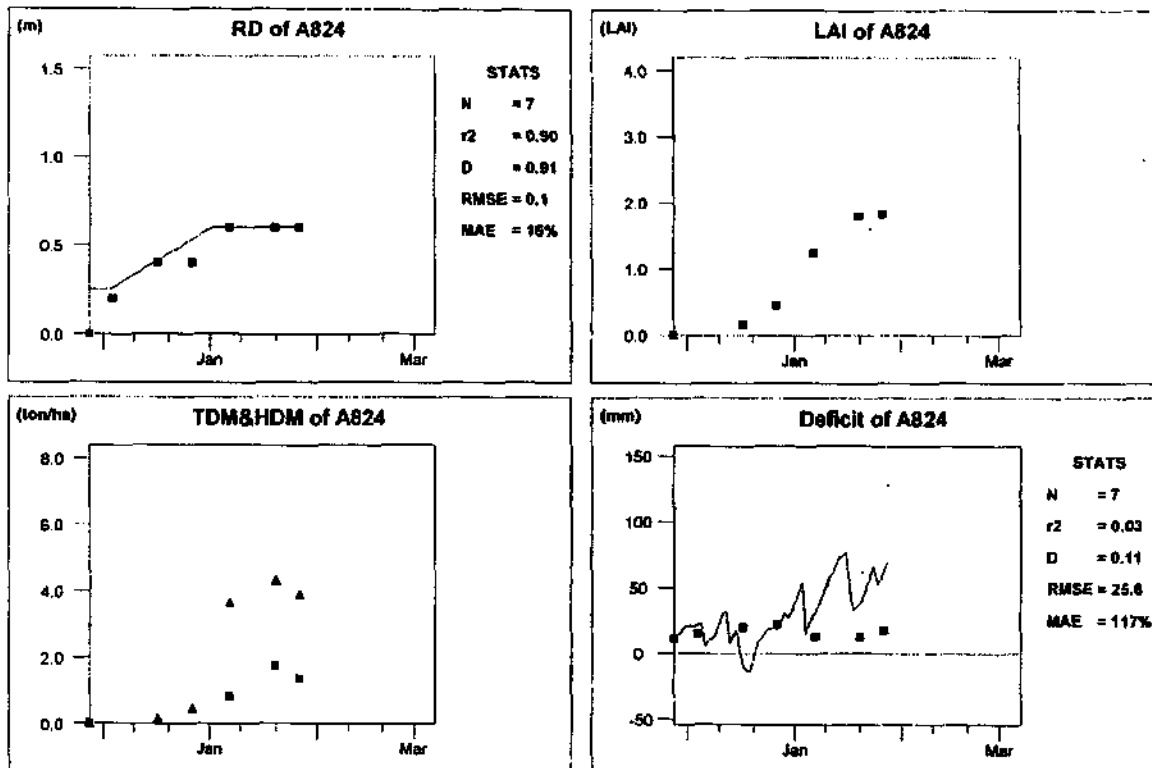 (m)
RD of A824
1.5
1.0
0.5
0.0
Jan
Mar
STATS
N = 7
r2 = 0.90
D = 0.91
RMSE = 0.1
MAE = 16%
(LAI)
LAI of A824
4.0
3.0
2.0
1.0
0.0
Jan
Mar
(ton/ha)
TDM&HDM of A824
8.0
6.0
4.0
2.0
0.0
Jan
Mar
(mm)
Deficit of A824
150
100
50
0
-50
Jan
Mar
STATS
N = 7
r2 = 0.03
D = 0.11
RMSE = 25.6
MAE = 117%